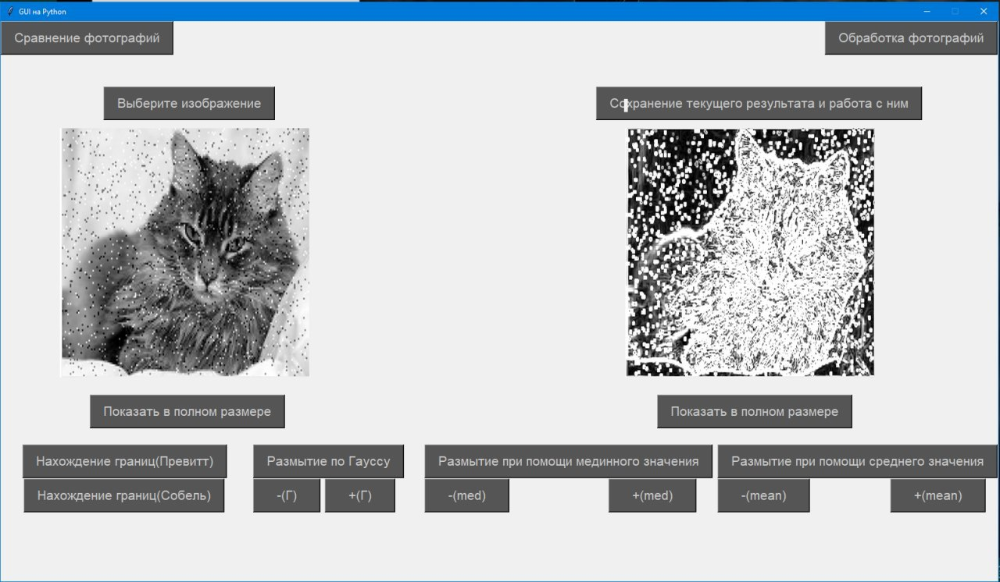 GUI на Python
Сравнение фотографий
Обработка фотографий
Выберите изображение
Сохранение текущего результата и работа с ним
Показать в полном размере
Показать в полном размере
Нахождение границ(Превитт)
Размытие по Гауссу
Размытие при помощи мединного значения
Размытие при помощи среднего значения
Нахождение границ(Собель)
-(Г)
+(Г)
-(med)
+(med)
-(mean)
+(mean)